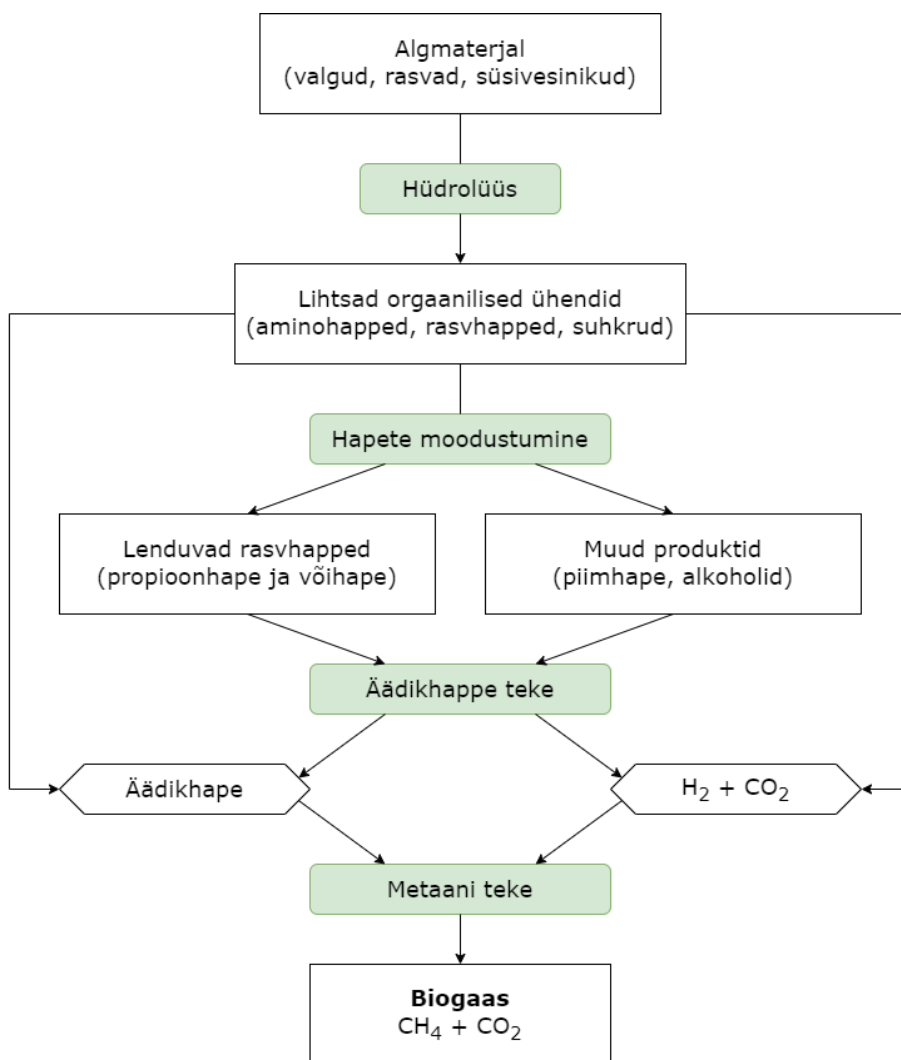 Algmaterjal
(valgud, rasvad, süsivesinikud)
Hüdrolüüs
Lihtsad orgaanilised ühendid
(aminohapped, rasvhapped, suhkrud)
Hapete moodustumine
Lenduvad rasvhapped
(propioonhape ja võihape)
Muud produktid
(piimhape, alkoholid)
Äädikhappe teke
Äädikhape
H₂ + CO₂
Metaani teke
Biogaas
CH₄ + CO₂